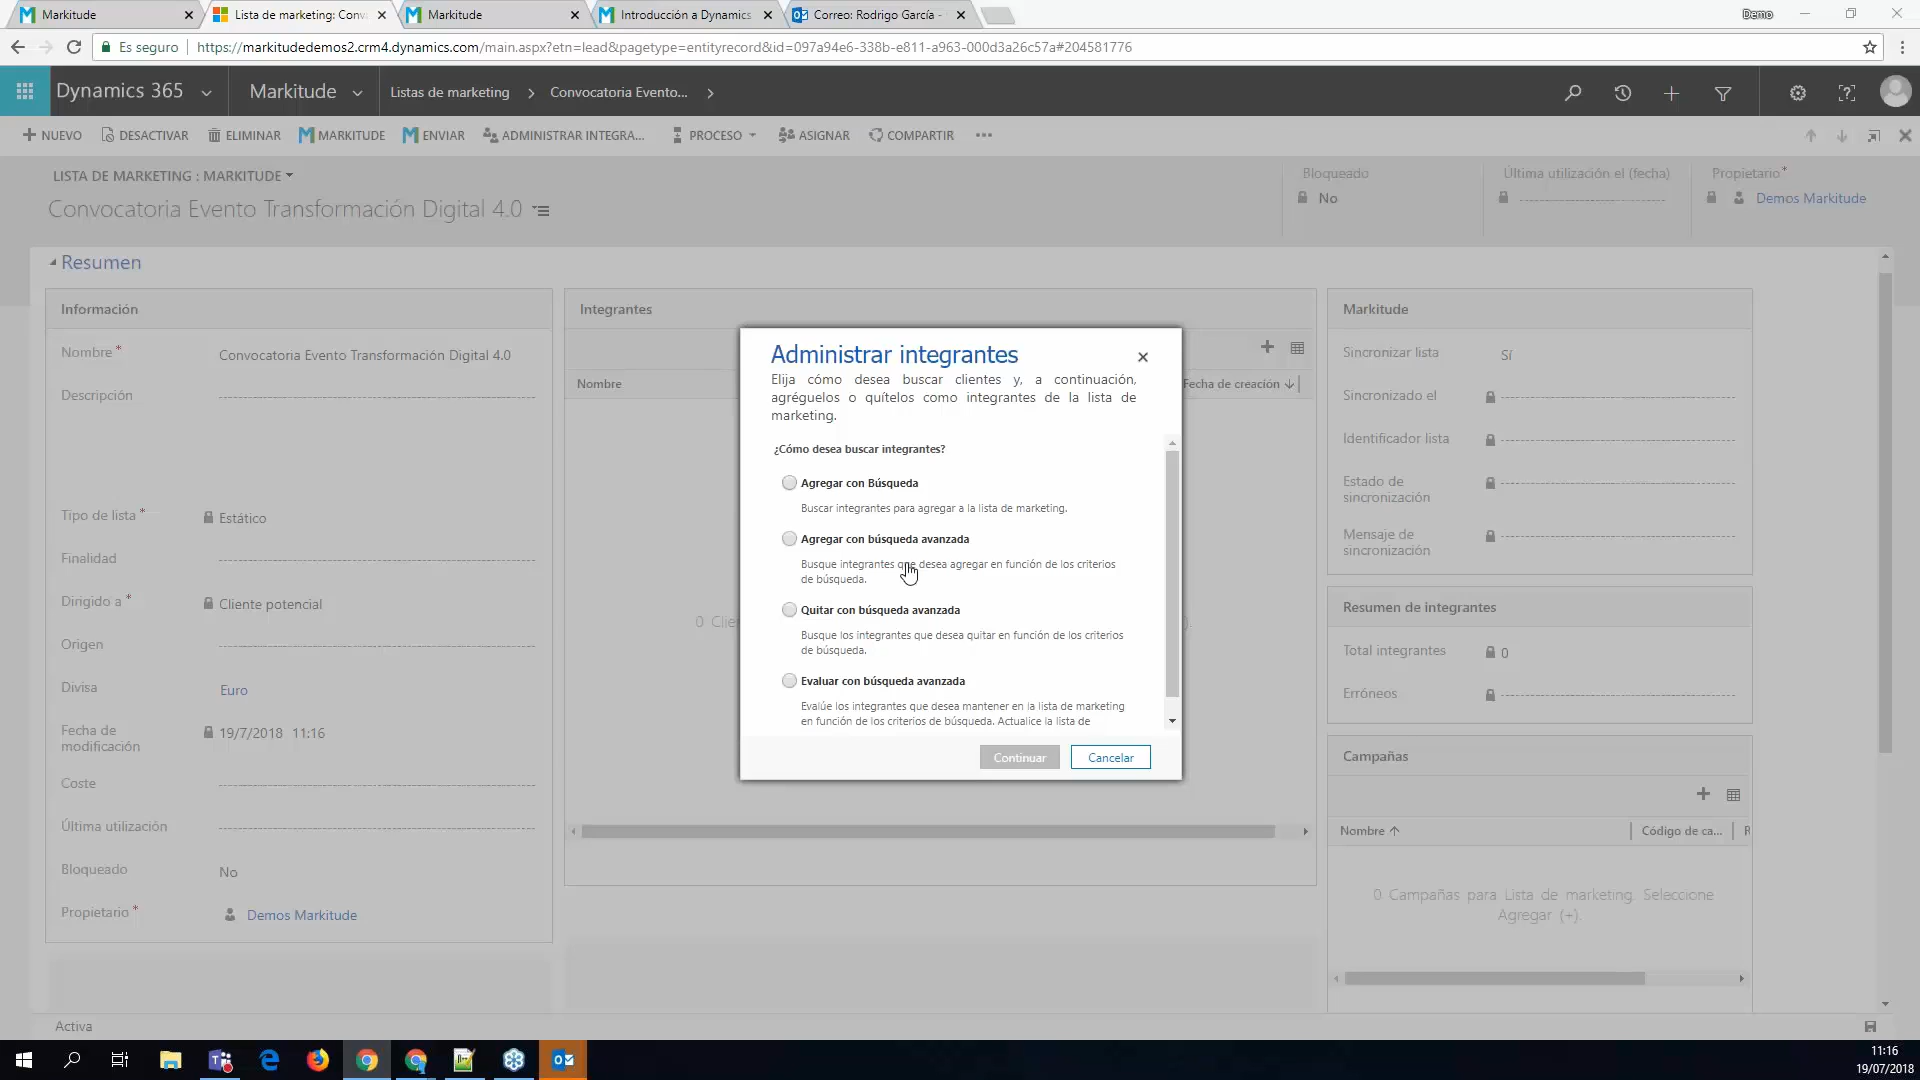 Markitude
Lista de marketing: Conv
Markitude
Introducción a Dynamics
Correo: Rodrigo García -
Demo
Es seguro
https://markitudedemos2.crm4.dynamics.com/main.aspx?etn=lead&pagetype=entityrecord&id=097a94e6-338b-e811-a963-000d3a26c57a#204581776
Dynamics 365
Markitude
Listas de marketing
Convocatoria Evento...
NUEVO
DESACTIVAR
ELIMINAR
MARKITUDE
ENVIAR
ADMINISTRAR INTEGRA...
PROCESO
ASIGNAR
COMPARTIR
LISTA DE MARKETING : MARKITUDE
Convocatoria Evento Transformación Digital 4.0
Bloqueado
No
Última utilización el (fecha)
Propietario*
Demos Markitude
Resumen
Información
Nombre* Convocatoria Evento Transformación Digital 4.0
Descripción
Tipo de lista* Estático
Finalidad
Dirigido a* Cliente potencial
Origen
Divisa Euro
Fecha de
modificación 19/7/2018 11:16
Coste
Última utilización
Bloqueado No
Propietario* Demos Markitude
Integrantes
Nombre
Fecha de creación
0 Clie
).
Administrar integrantes
Elija cómo desea buscar clientes y, a continuación,
agréguelos o quítelos como integrantes de la lista de
marketing.
¿Cómo desea buscar integrantes?
Agregar con Búsqueda
Buscar integrantes para agregar a la lista de marketing.
Agregar con búsqueda avanzada
Busque integrantes que desea agregar en función de los criterios
de búsqueda.
Quitar con búsqueda avanzada
Busque los integrantes que desea quitar en función de los criterios
de búsqueda.
Evaluar con búsqueda avanzada
Evalúe los integrantes que desea mantener en la lista de marketing
en función de los criterios de búsqueda. Actualice la lista de
Continuar
Cancelar
Markitude
Sincronizar lista Sí
Sincronizado el
Identificador lista
Estado de
sincronización
Mensaje de
sincronización
Resumen de integrantes
Total integrantes 0
Erróneos
Campañas
Nombre
Código de ca...
0 Campañas para Lista de marketing. Seleccione
Agregar (+).
Activa
11:16
19/07/2018